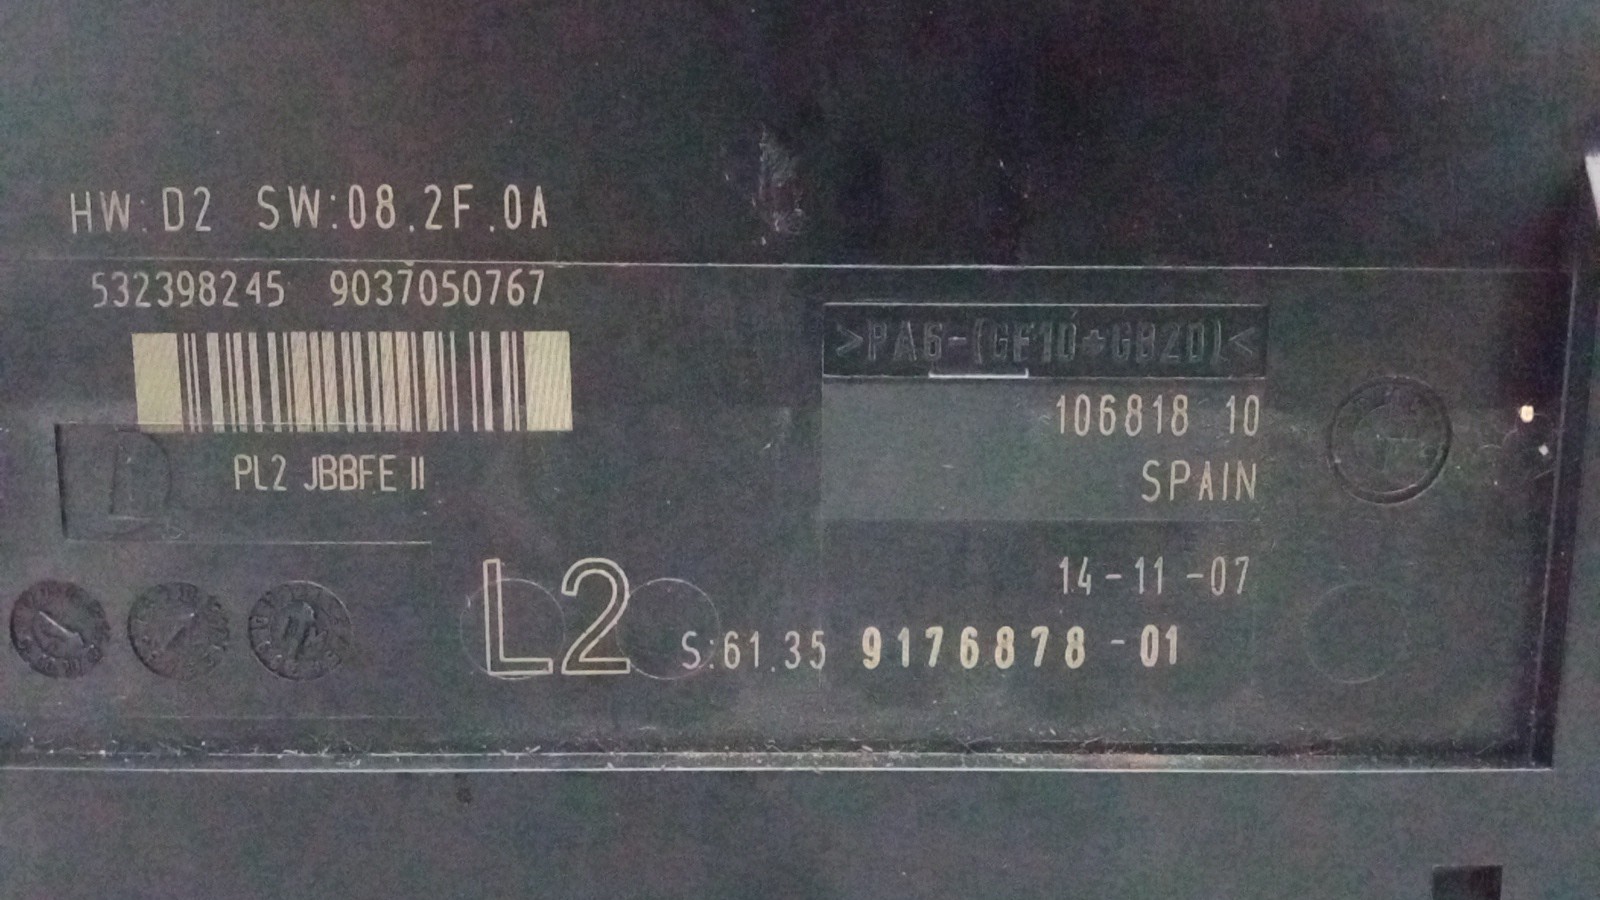 HW: D2 SW:08.2F.0A
532398245 9037050767
>PA6-(GF10+GB20)<
106818 10
PL2 JBBFE II
SPAIN
14-11-07
L2
S:61.35 9176878-01